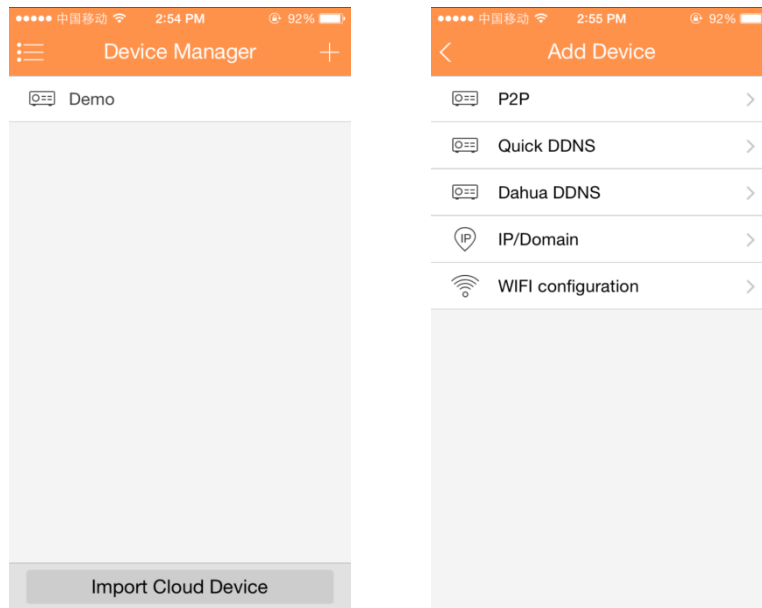 中国移动 2:54 PM 92%
Device Manager
Demo
Import Cloud Device
中国移动 2:55 PM 92%
Add Device
P2P
Quick DDNS
Dahua DDNS
IP IP/Domain
WIFI configuration